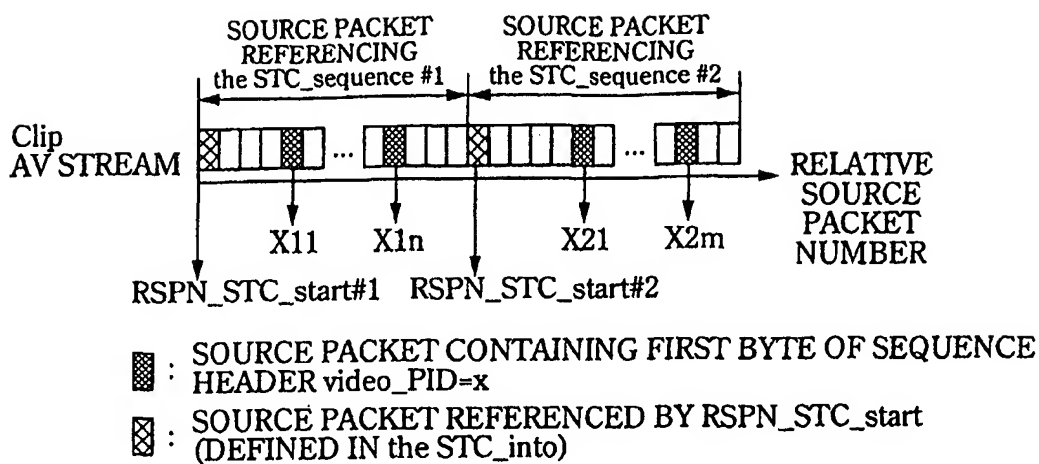 SOURCE PACKET
REFERENCING
the STC_sequence #1
SOURCE PACKET
REFERENCING
the STC_sequence #2
Clip
AV STREAM
...
...
X11
X1n
X21
X2m
RELATIVE
SOURCE
PACKET
NUMBER
RSPN_STC_start#1
RSPN_STC_start#2
: SOURCE PACKET CONTAINING FIRST BYTE OF SEQUENCE
HEADER video_PID=x
: SOURCE PACKET REFERENCED BY RSPN_STC_start
(DEFINED IN the STC_into)